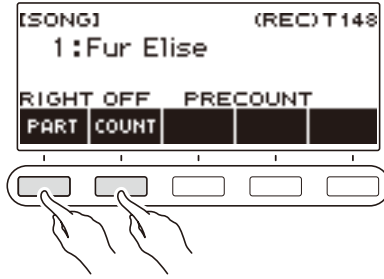 [SONG] (REC) T148
1:Fur Elise
RIGHT OFF PRECOUNT
PART COUNT